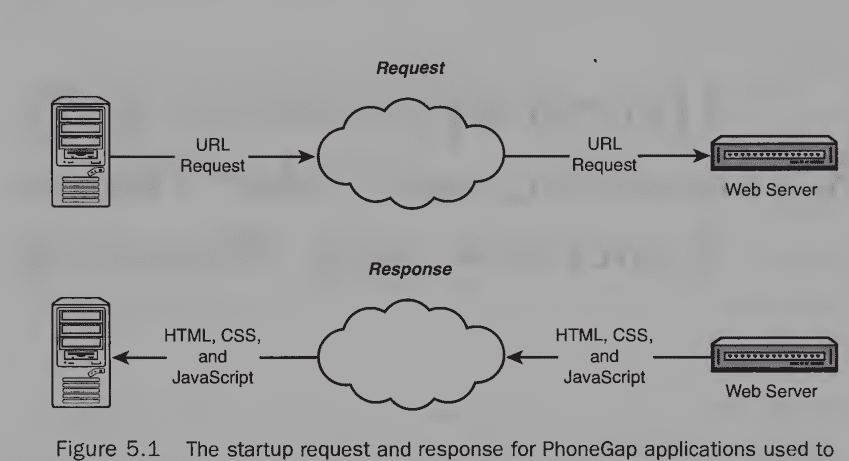 Request
URL
Request
URL
Request
Web Server
Response
HTML, CSS,
and
JavaScript
HTML, CSS,
and
JavaScript
Web Server
Figure 5.1 The startup request and response for PhoneGap applications used to